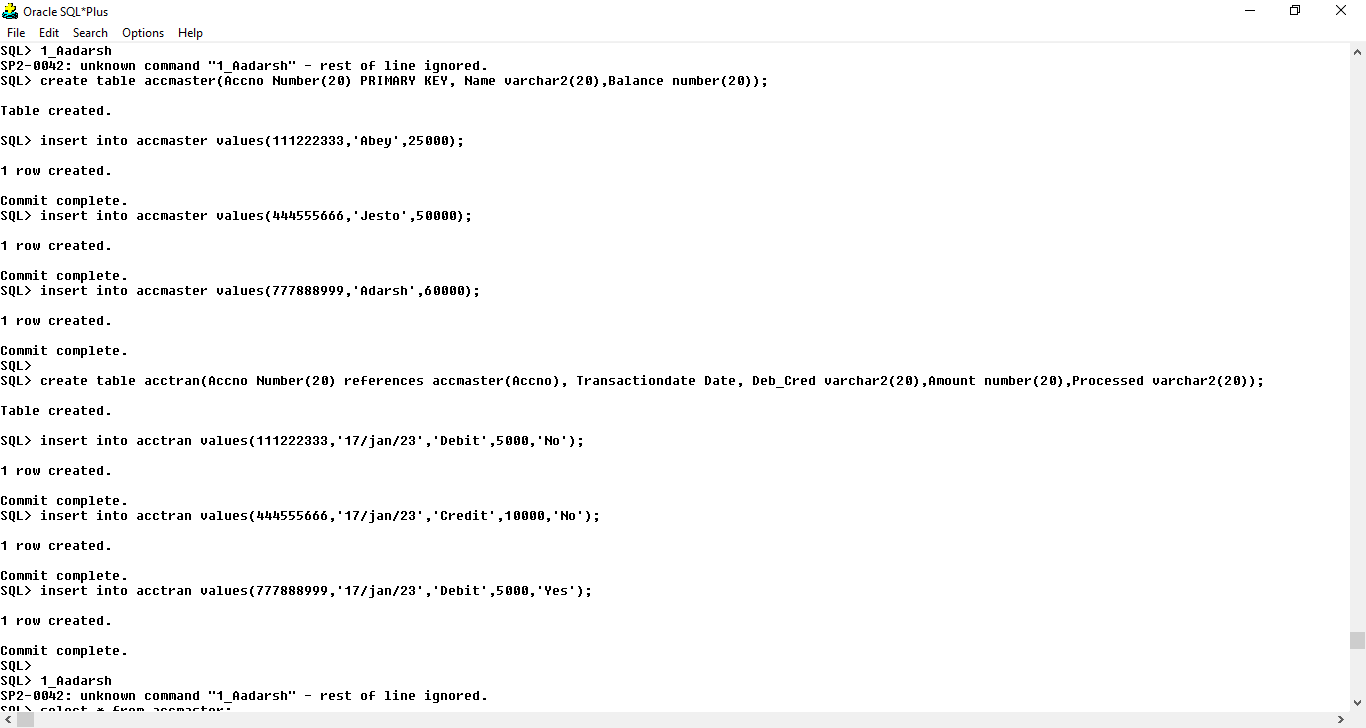 Oracle SQL*Plus
File Edit Search Options Help
SQL> 1_Aadarsh
SP2-0042: unknown command "1_Aadarsh" - rest of line ignored.
SQL> create table accmaster(Accno Number(20) PRIMARY KEY, Name varchar2(20),Balance number(20));
Table created.
SQL> insert into accmaster values(111222333,'Abey',25000);
1 row created.
Commit complete.
SQL> insert into accmaster values(444555666,'Jesto',50000);
1 row created.
Commit complete.
SQL> insert into accmaster values(777888999,'Adarsh',60000);
1 row created.
Commit complete.
SQL>
SQL> create table acctran(Accno Number(20) references accmaster(Accno), Transactiondate Date, Deb_Cred varchar2(20),Amount number(20),Processed varchar2(20));
Table created.
SQL> insert into acctran values(111222333,'17/jan/23','Debit',5000,'No');
1 row created.
Commit complete.
SQL> insert into acctran values(444555666,'17/jan/23','Credit',10000,'No');
1 row created.
Commit complete.
SQL> insert into acctran values(777888999,'17/jan/23','Debit',5000,'Yes');
1 row created.
Commit complete.
SQL>
SQL> 1_Aadarsh
SP2-0042: unknown command "1_Aadarsh" - rest of line ignored.
SQL> select * from accmaster;